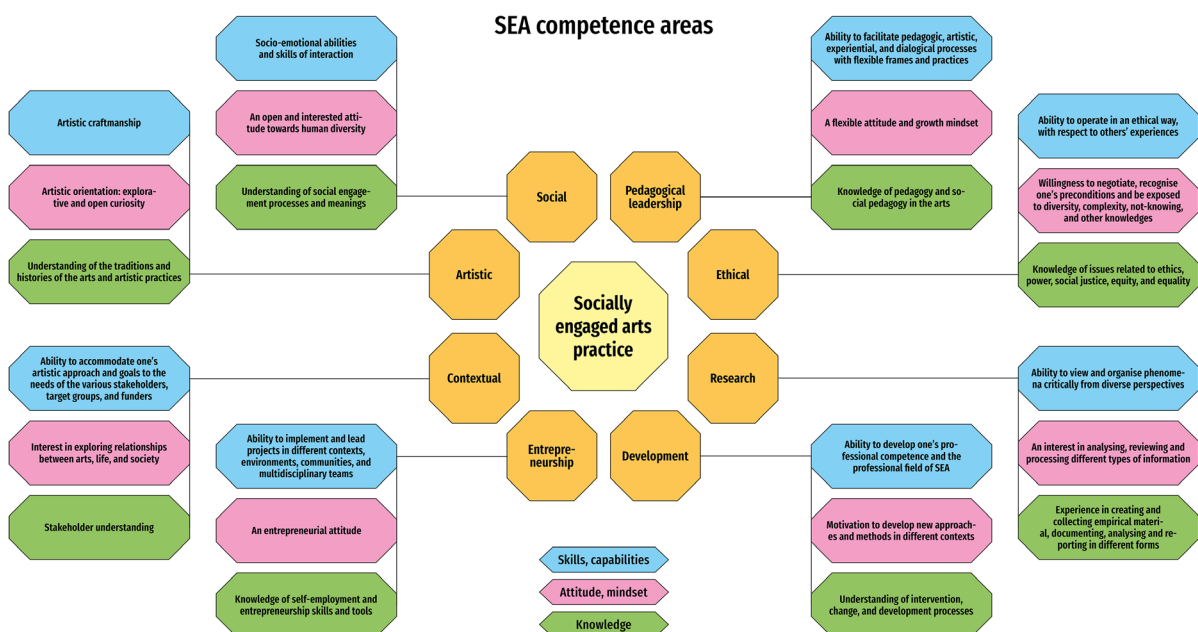 SEA competence areas
Socio-emotional abilities
and skills of interaction
An open and interested atti-
tude towards human diversity
Understanding of social engage-
ment processes and meanings
Artistic craftmanship
Artistic orientation: explor-
ative and open curiosity
Understanding of the traditions and
histories of the arts and artistic practices
Ability to facilitate pedagogic, artistic,
experiential, and dialogical processes
with flexible frames and practices
A flexible attitude and growth mindset
Knowledge of pedagogy and so-
cial pedagogy in the arts
Ability to operate in an ethical way,
with respect to others' experiences
Willingness to negotiate, recognise
one's preconditions and be exposed
to diversity, complexity, not-knowing,
and other knowledges
Knowledge of issues related to ethics,
power, social justice, equity, and equality
Social
Pedagogical
leadership
Artistic
Ethical
Socially
engaged arts
practice
Contextual
Research
Entrepre-
neurship
Development
Ability to accommodate one's
artistic approach and goals to the
needs of the various stakeholders,
target groups, and funders
Interest in exploring relationships
between arts, life, and society
Stakeholder understanding
Ability to implement and lead
projects in different contexts,
environments, communities, and
multidisciplinary teams
An entrepreneurial attitude
Knowledge of self-employment and
entrepreneurship skills and tools
Ability to develop one's pro-
fessional competence and the
professional field of SEA
Motivation to develop new approach-
es and methods in different contexts
Understanding of intervention,
change, and development processes
Ability to view and organise phenome-
na critically from diverse perspectives
An interest in analysing, reviewing and
processing different types of information
Experience in creating and
collecting empirical materi-
al, documenting, analysing and re-
porting in different forms
Skills, capabilities
Attitude, mindset
Knowledge